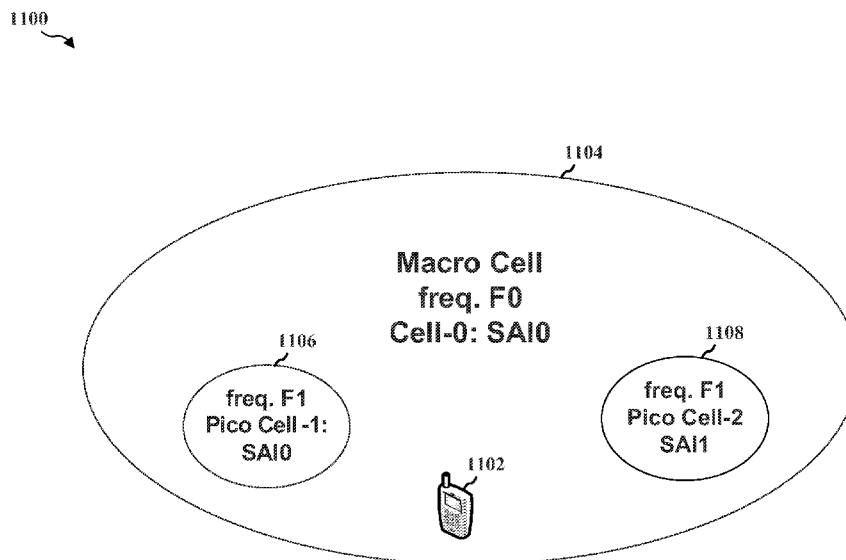 1100
1104
Macro Cell
freq. F0
Cell-0: SAI0
1106
1108
freq. F1
Pico Cell -1:
SAI0
freq. F1
Pico Cell-2
SAI1
1102